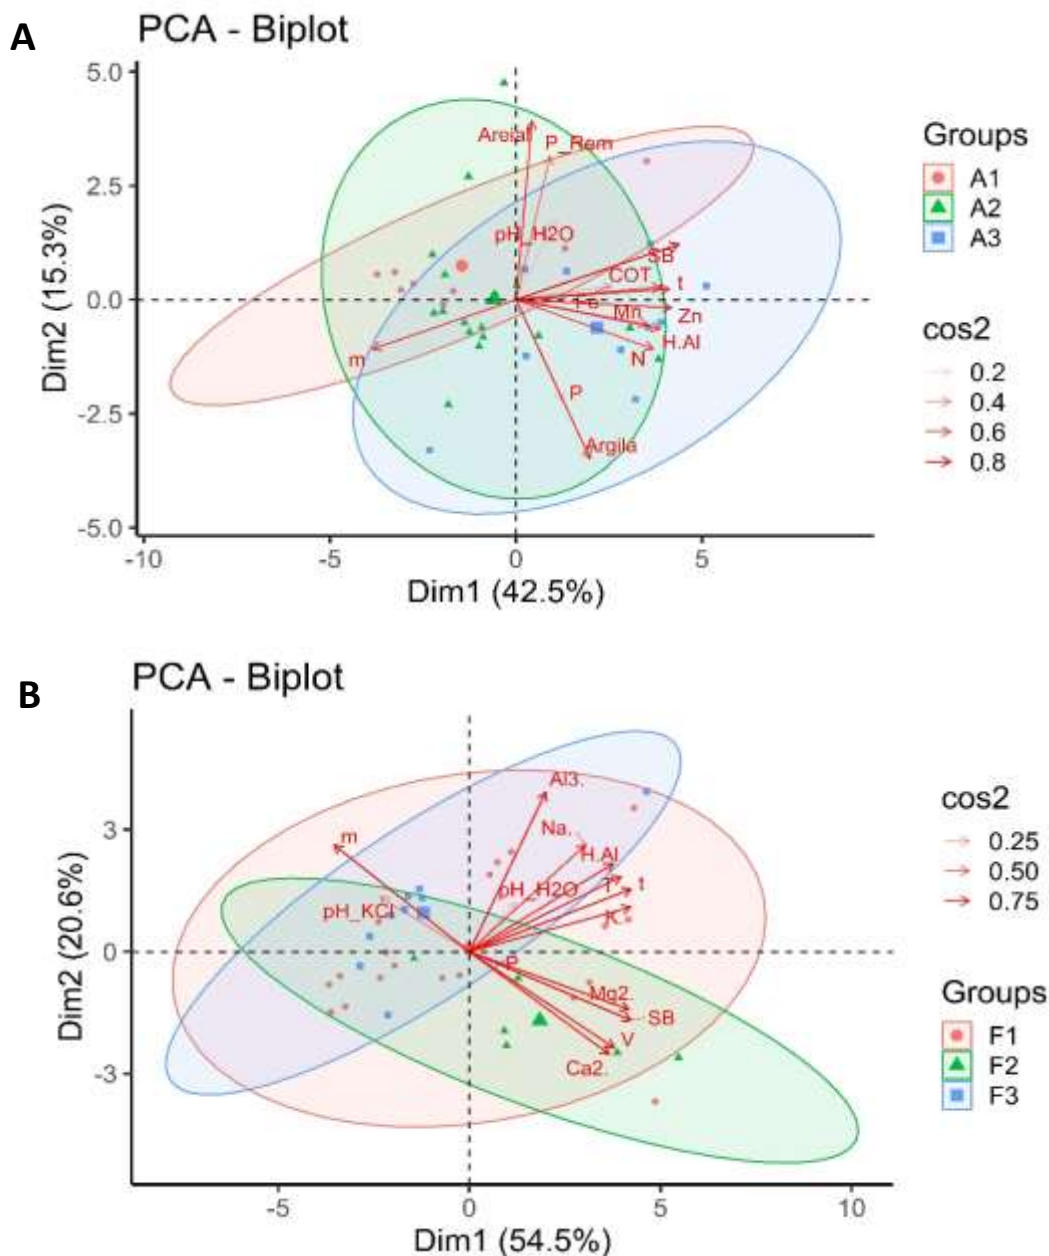 A
PCA - Biplot
5.0
2.5
0.0
-2.5
-5.0
Dim2 (15.3%)
-10
-5
0
5
Dim1 (42.5%)
Areia
P_Rem
pH_H2O
SB
COT
t
Fe
Mn
Zn
H.Al
N
m
P
Argila
Groups
A1
A2
A3
cos2
0.2
0.4
0.6
0.8
B
PCA - Biplot
3
0
-3
Dim2 (20.6%)
-5
0
5
10
Dim1 (54.5%)
Al3.
m
Na.
H.Al
pH_H2O
T
t
pH_KCl
K.
P
Mg2.
SB
V
Ca2.
cos2
0.25
0.50
0.75
Groups
F1
F2
F3